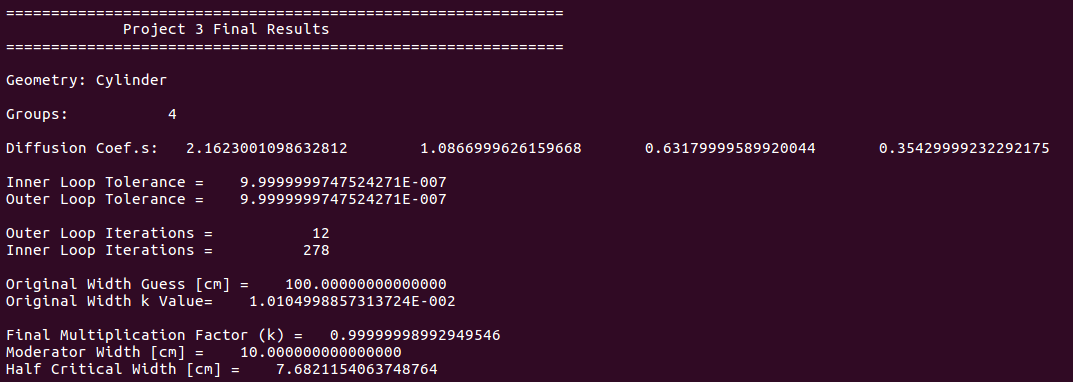 ==============================================================
Project 3 Final Results
==============================================================
Geometry: Cylinder
Groups: 4
Diffusion Coef.s: 2.1623001098632812 1.0866999626159668 0.63179999589920044 0.35429999232292175
Inner Loop Tolerance = 9.9999999747524271E-007
Outer Loop Tolerance = 9.9999999747524271E-007
Outer Loop Iterations = 12
Inner Loop Iterations = 278
Original Width Guess [cm] = 100.00000000000000
Original Width k Value= 1.0104998857313724E-002
Final Multiplication Factor (k) = 0.99999998992949546
Moderator Width [cm] = 10.000000000000000
Half Critical Width [cm] = 7.6821154063748764